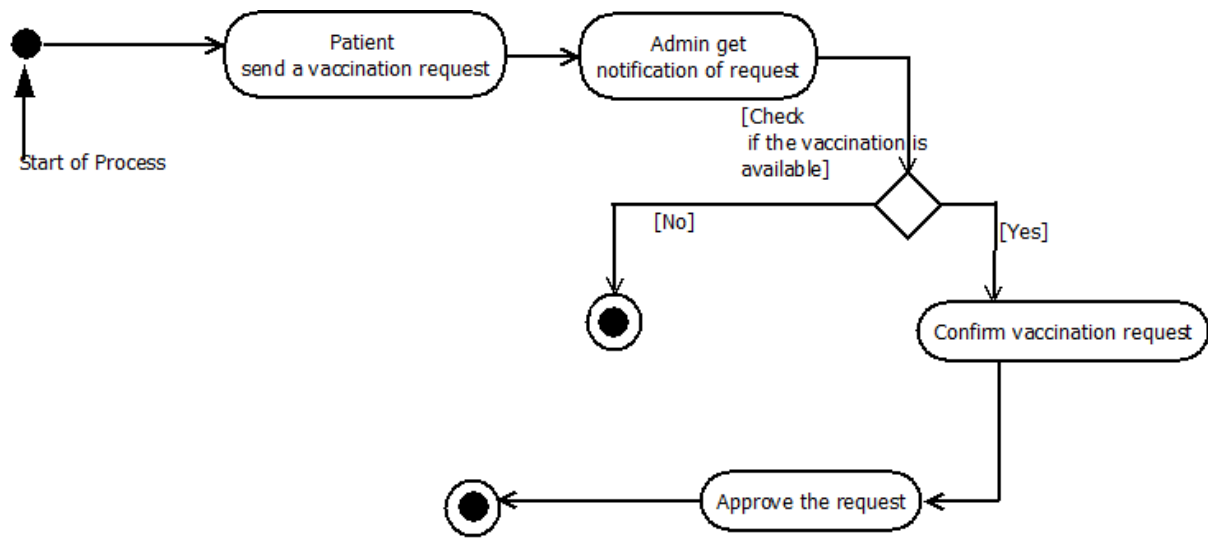 Patient
send a vaccination request
Admin get
notification of request
[Check
if the vaccination is
available]
Start of Process
[No]
[Yes]
Confirm vaccination request
Approve the request